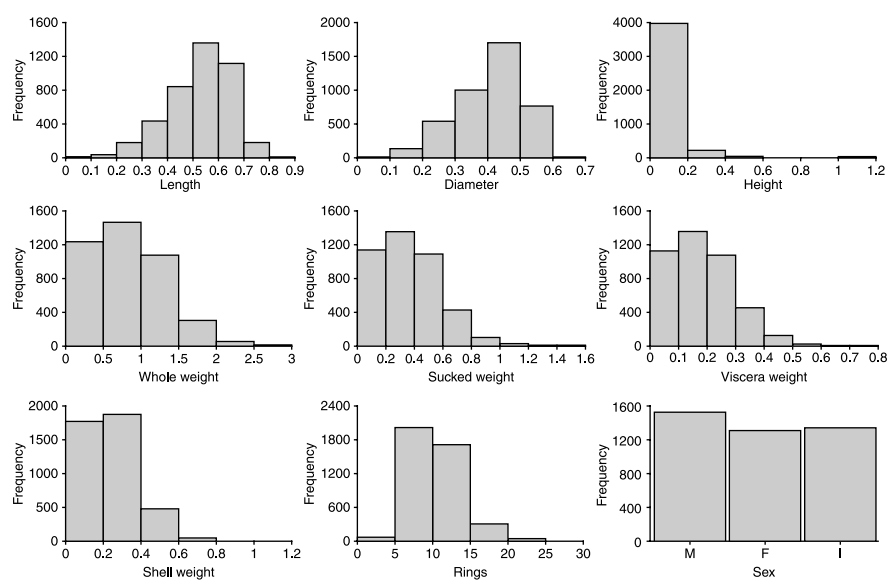 1600
1200
800
400
0
Frequency
0 0.1 0.2 0.3 0.4 0.5 0.6 0.7 0.8 0.9
Length
2000
1500
1000
500
0
Frequency
0 0.1 0.2 0.3 0.4 0.5 0.6 0.7
Diameter
4000
3000
2000
1000
0
Frequency
0 0.2 0.4 0.6 0.8 1.0 1.2
Height
1600
1200
800
400
0
Frequency
0 0.5 1 1.5 2 2.5 3
Whole weight
1600
1200
800
400
0
Frequency
0 0.2 0.4 0.6 0.8 1.0 1.2 1.4 1.6
Sucked weight
1600
1200
800
400
0
Frequency
0 0.1 0.2 0.3 0.4 0.5 0.6 0.7 0.8
Viscera weight
2000
1500
1000
500
0
Frequency
0 0.2 0.4 0.6 0.8 1 1.2
Shell weight
2400
1800
1200
600
0
Frequency
0 5 10 15 20 25 30
Rings
1600
1200
800
400
0
Frequency
M F I
Sex